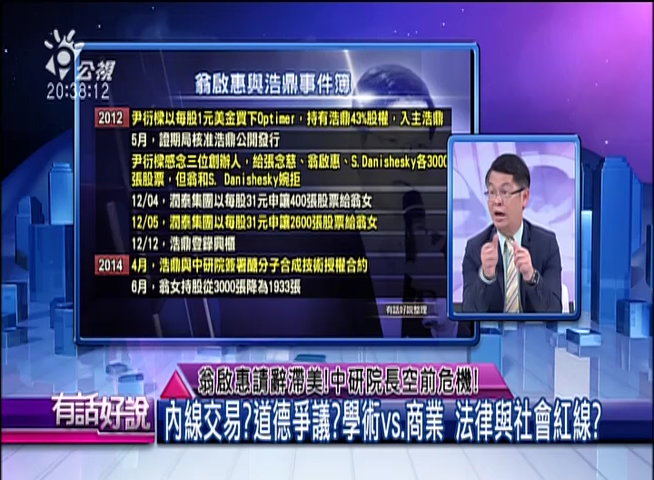 公視
20:38:12
翁啟惠與浩鼎事件簿
2012 尹衍樑以每股1元美金買下Optimer，持有浩鼎43%股權，入主浩鼎
5月，證期局核准浩鼎公開發行
尹衍樑感念三位創辦人，給張念慈、翁啟惠、S.Danishesky各3000
張股票，但翁和S. Danishesky婉拒
12/04，潤泰集團以每股31元申讓400張股票給翁女
12/05，潤泰集團以每股31元申讓2600張股票給翁女
12/12，浩鼎登錄興櫃
2014 4月，浩鼎與中研院簽署醣分子合成技術授權合約
6月，翁女持股從3000張降為1933張
有話好說整理
翁啟惠請辭滯美!中研院長空前危機!
有話好說
內線交易?道德爭議?學術vs.商業 法律與社會紅線?